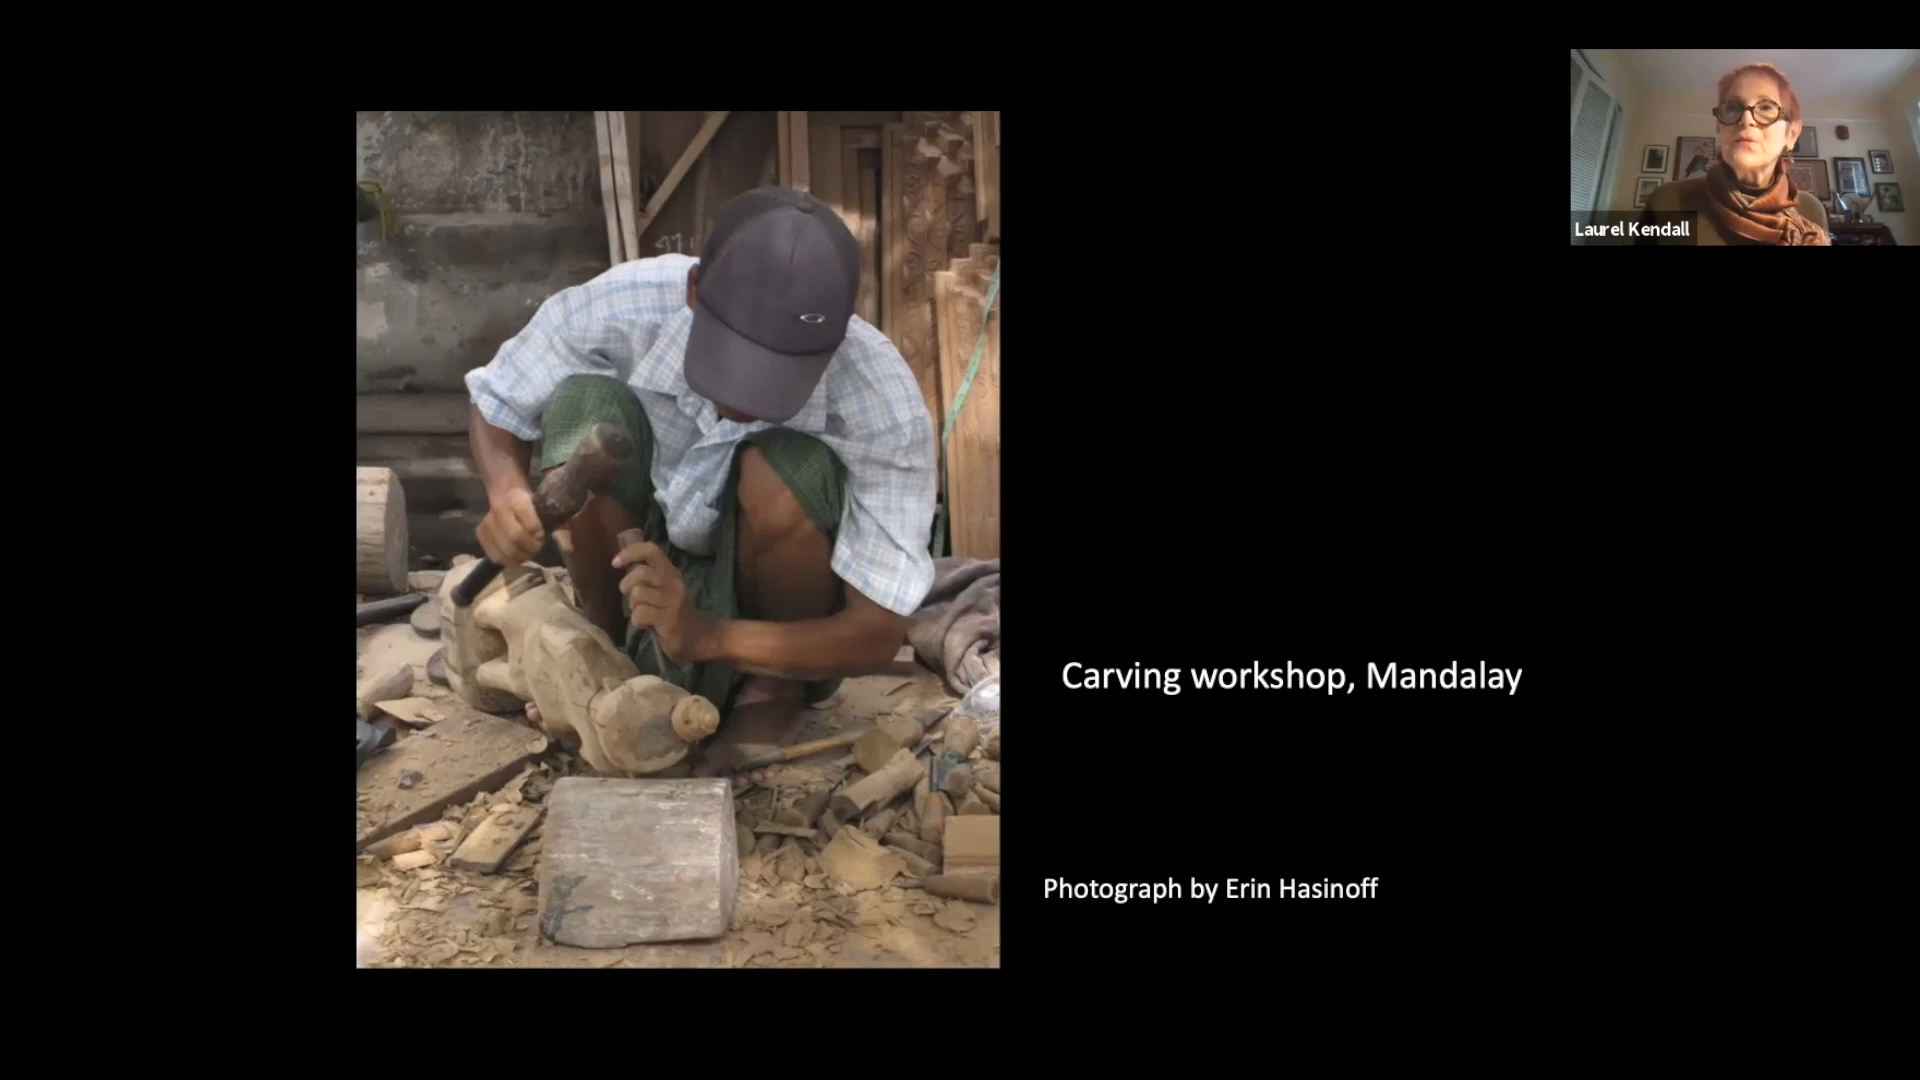 Laurel Kendall
Carving workshop, Mandalay
Photograph by Erin Hasinoff